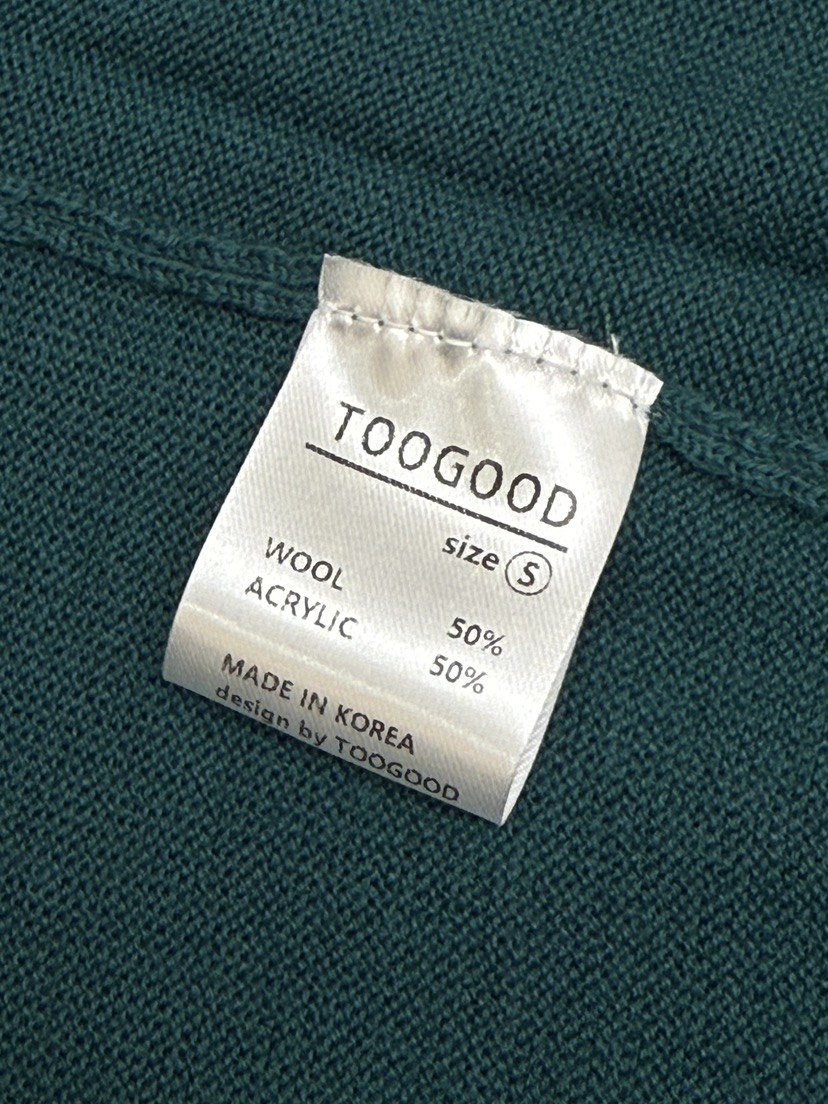 TOOGOOD
size Ⓢ
WOOL 50%
ACRYLIC 50%
MADE IN KOREA
design by TOOGOOD